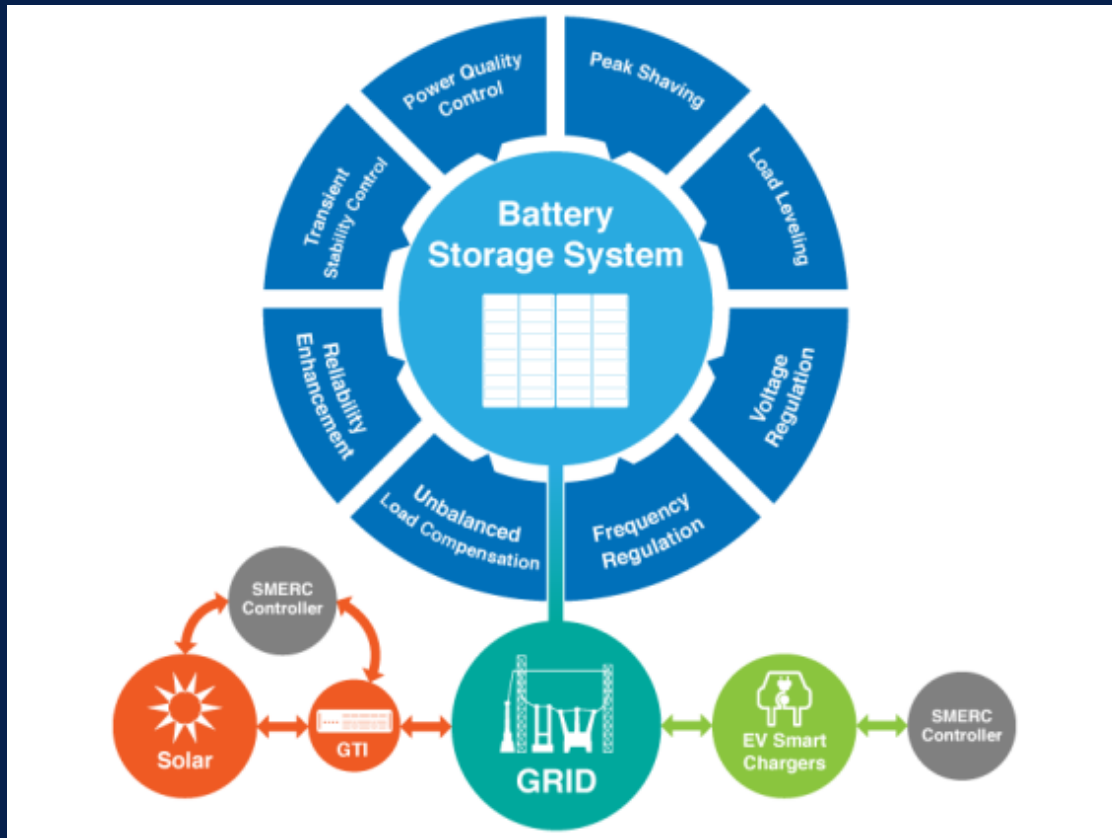 Power Quality
Control
Peak Shaving
Transient
Stability Control
Load Leveling
Battery
Storage System
Reliability
Enhancement
Voltage
Regulation
Unbalanced
Load Compensation
Frequency
Regulation
SMERC
Controller
Solar
GTI
GRID
EV Smart
Chargers
SMERC
Controller